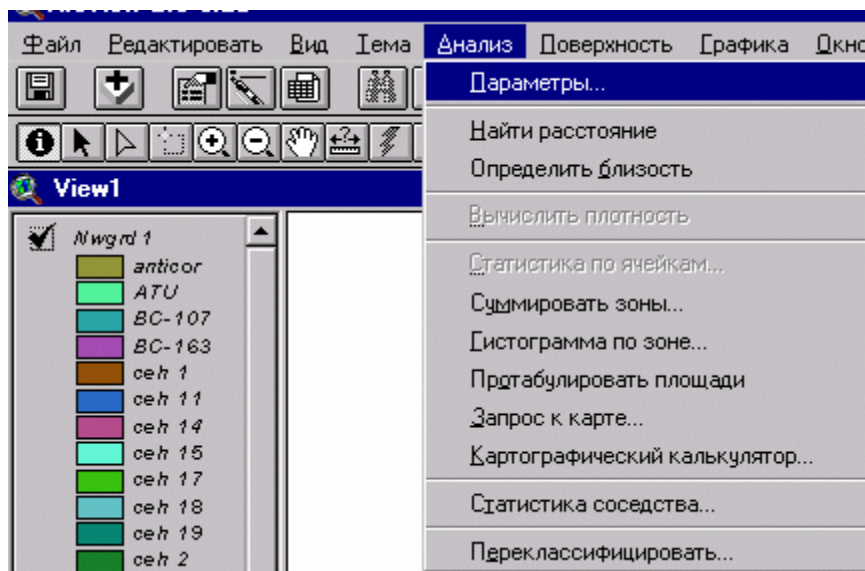 Файл Редактировать Вид Тема Анализ Поверхность Графика Окно
Параметры...
Найти расстояние
Определить близость
Вычислить плотность
Статистика по ячейкам...
Суммировать зоны...
Гистограмма по зоне...
Протабулировать площади
Запрос к карте...
Картографический калькулятор...
Статистика соседства...
Переклассифицировать...
View1
Nwgrd 1
anticor
ATU
BC-107
BC-163
ceh 1
ceh 11
ceh 14
ceh 15
ceh 17
ceh 18
ceh 19
ceh 2